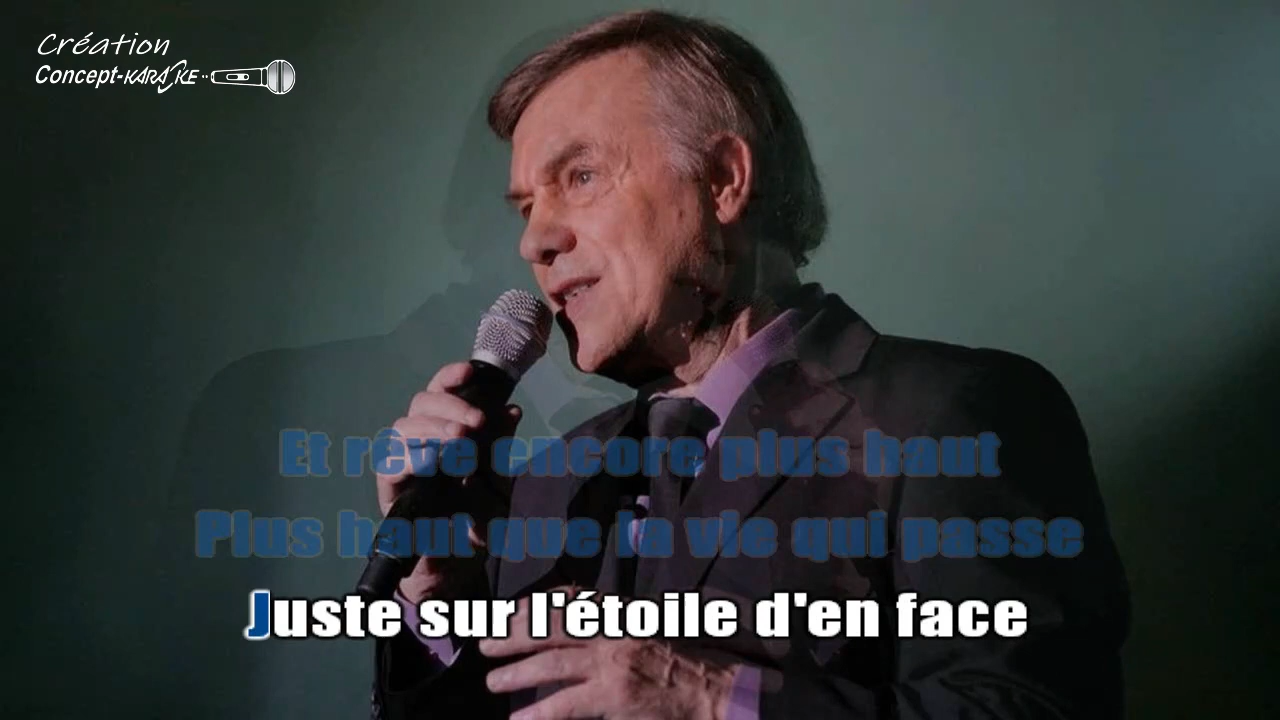 Création
Concept-KARAOKE
Et rêve encore plus haut
Plus haut que la vie qui passe
Juste sur l'étoile d'en face